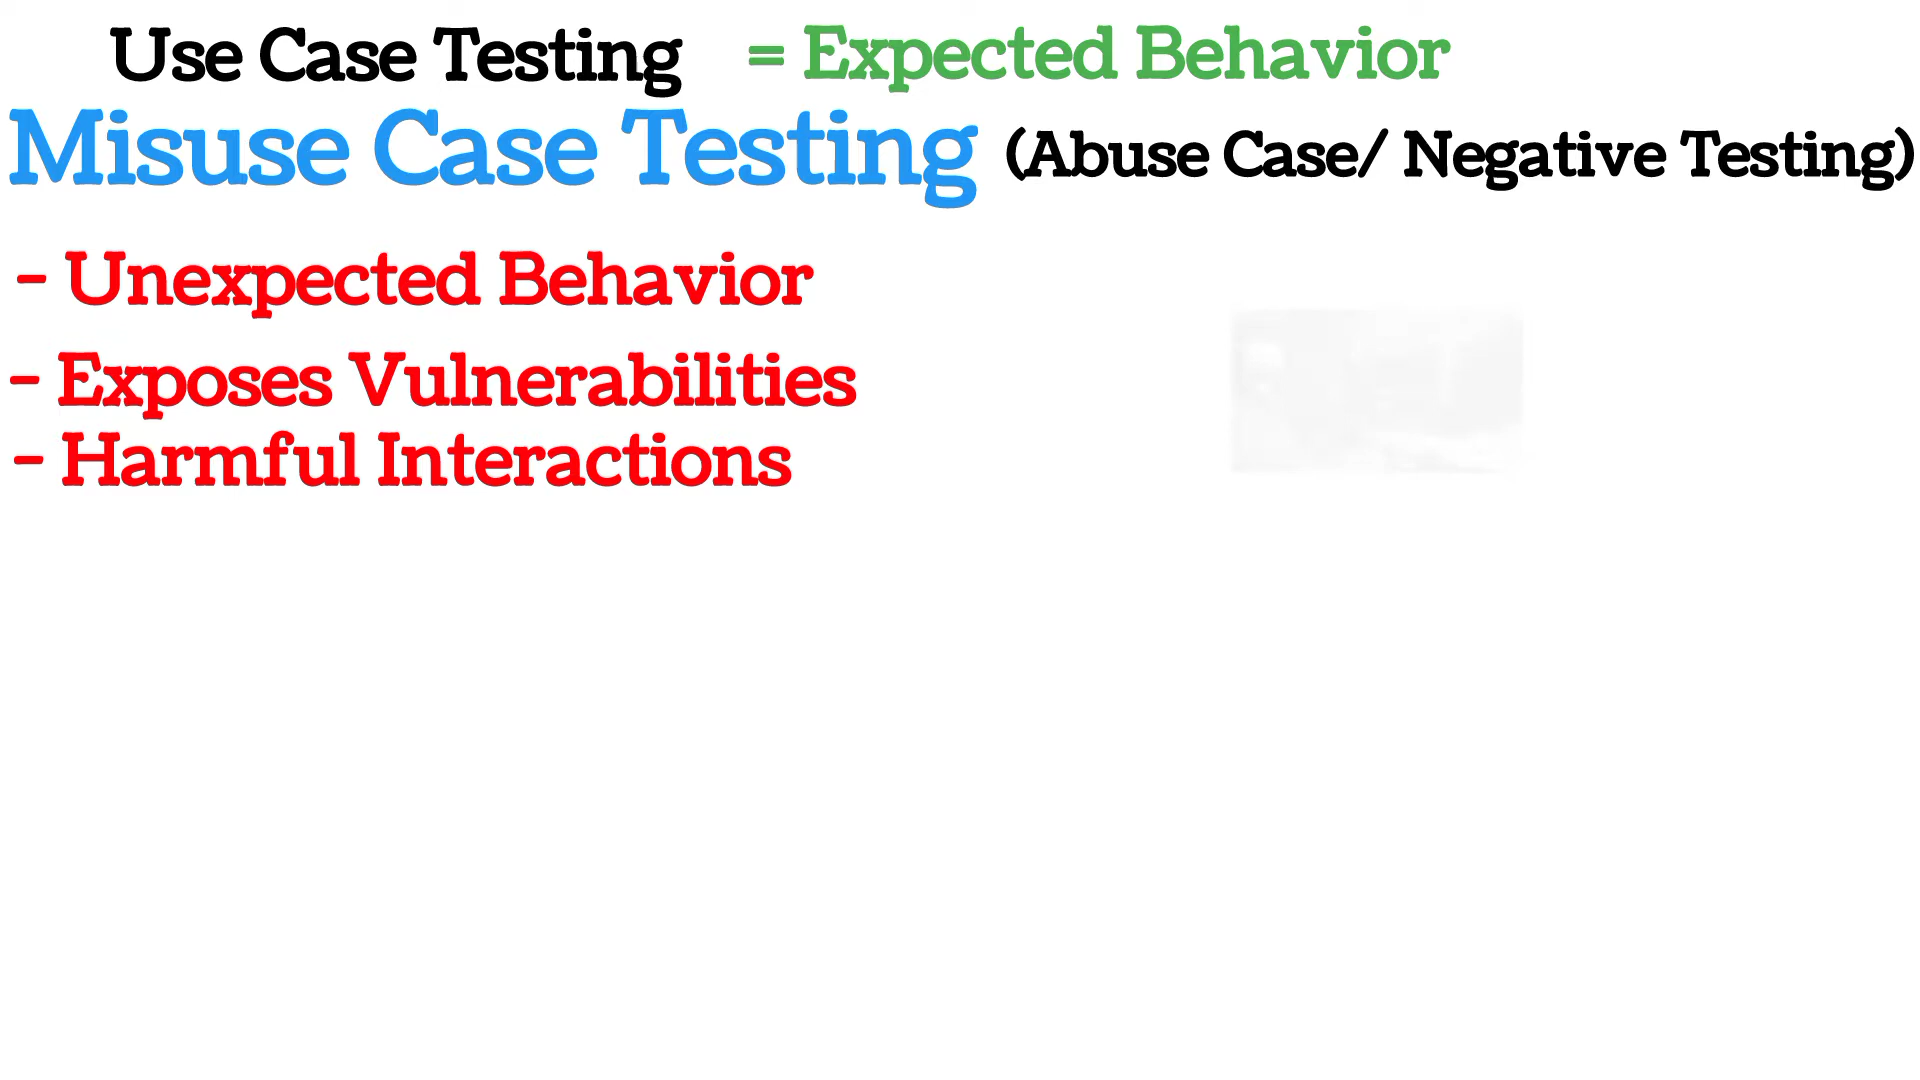 Use Case Testing = Expected Behavior
Misuse Case Testing (Abuse Case/ Negative Testing)
- Unexpected Behavior
- Exposes Vulnerabilities
- Harmful Interactions